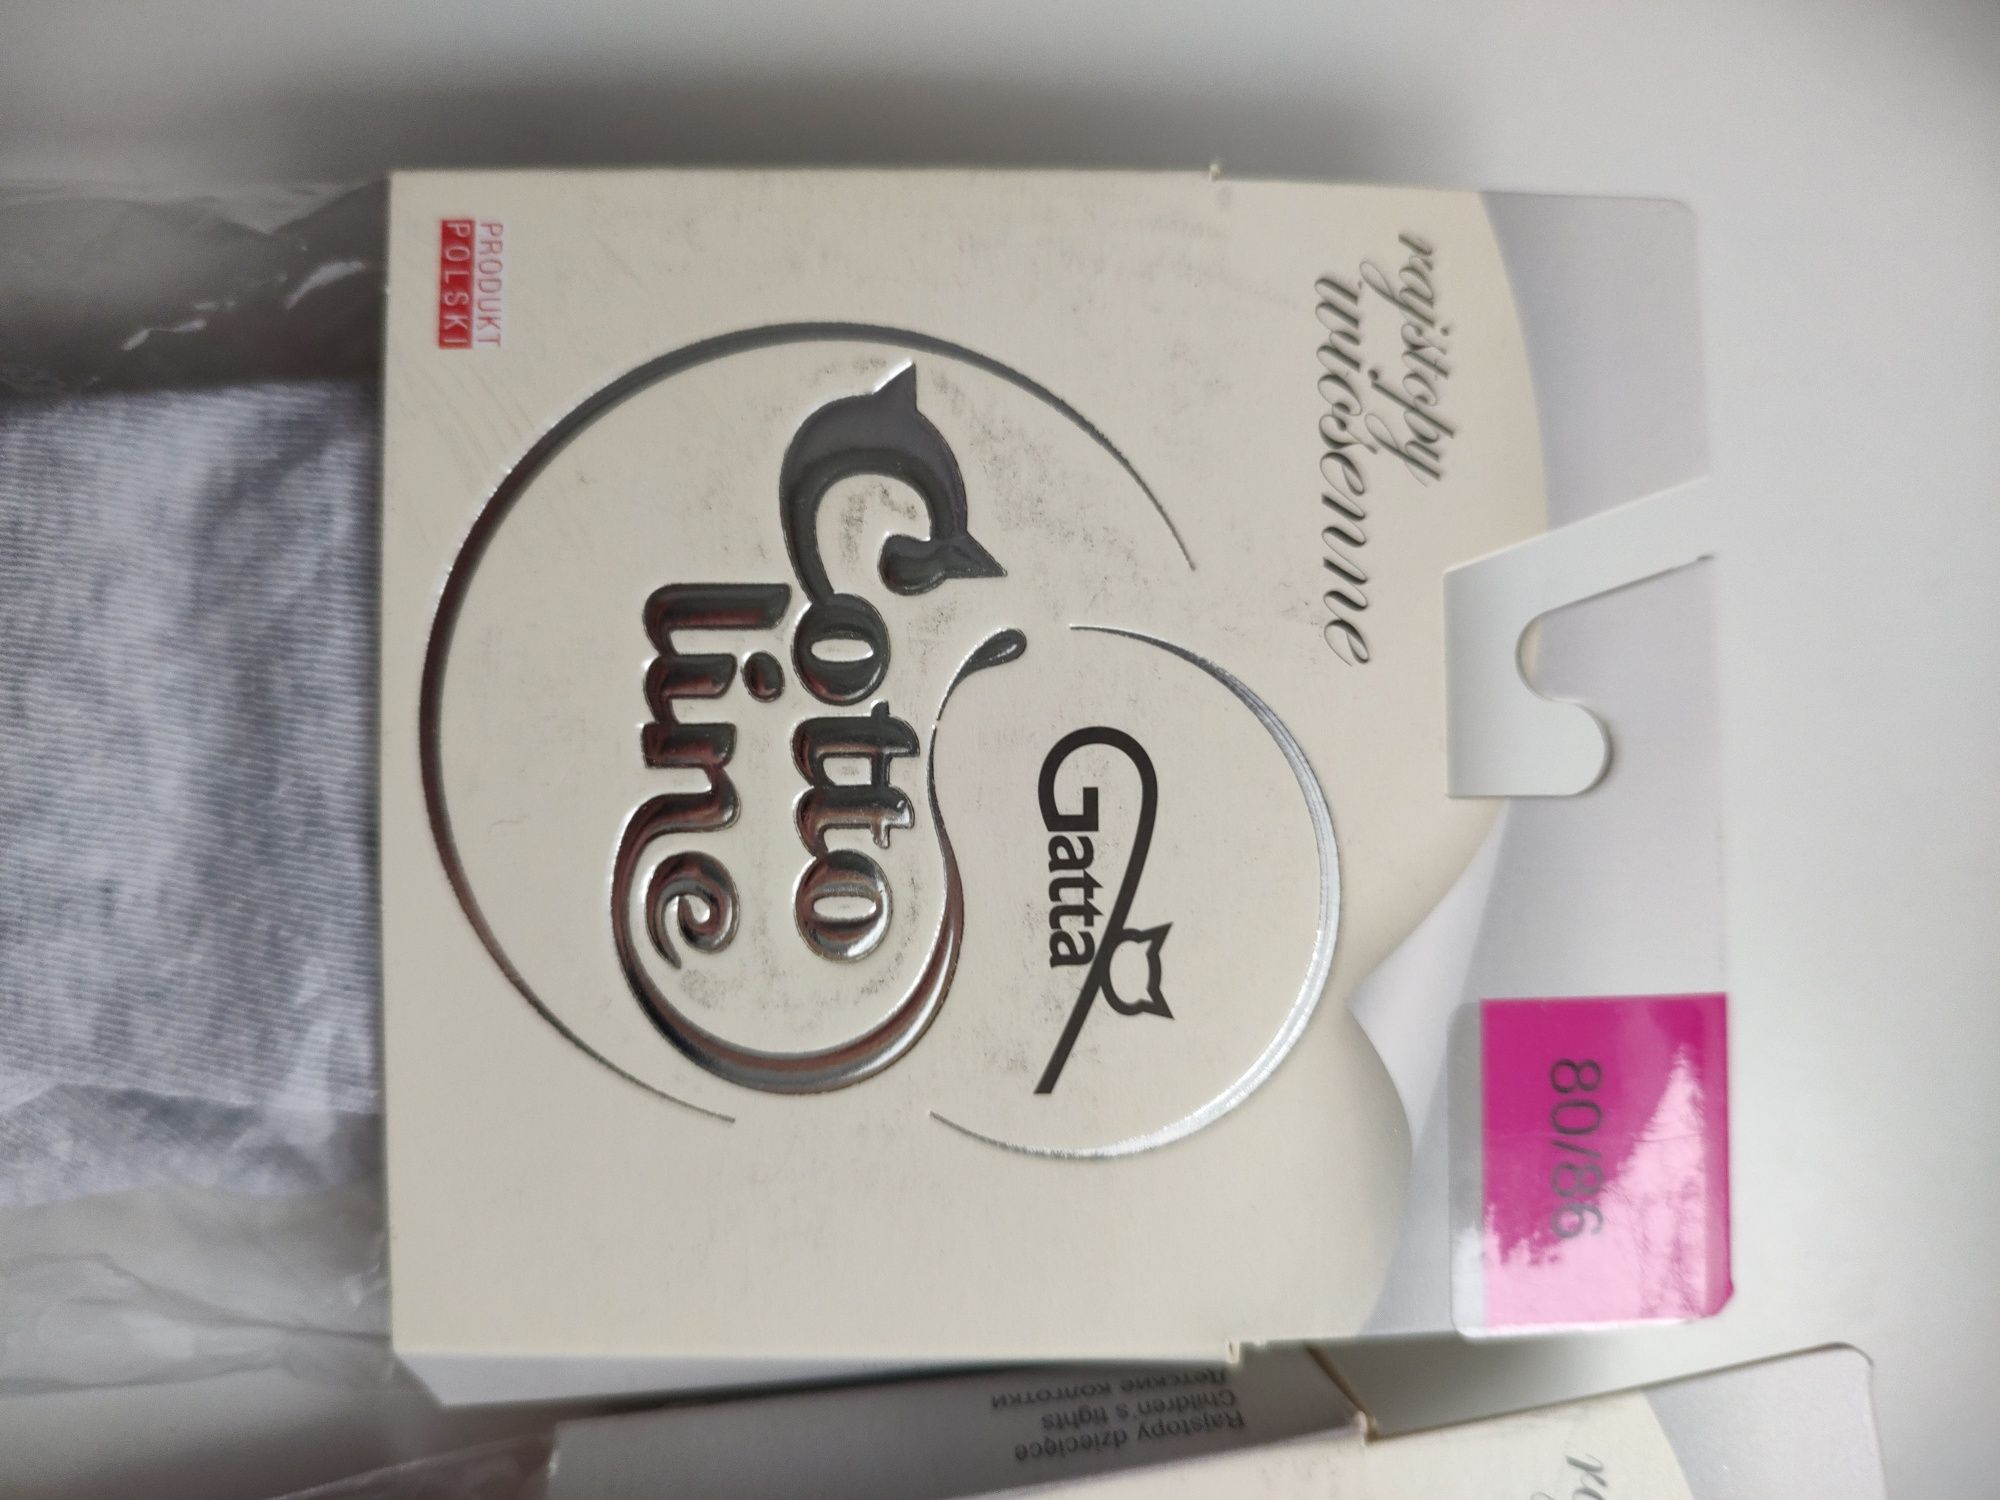 rajstopy
wiosenne
80/86
Gatta
Cotto
line
PRODUKT
POLSKI
Rajstopy dziecięce
Children's tights
Детские колготки